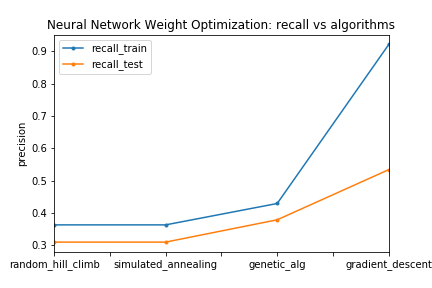 Neural Network Weight Optimization: recall vs algorithms
recall_train
recall_test
precision
0.9
0.8
0.7
0.6
0.5
0.4
0.3
random_hill_climb simulated_annealing genetic_alg gradient_descent